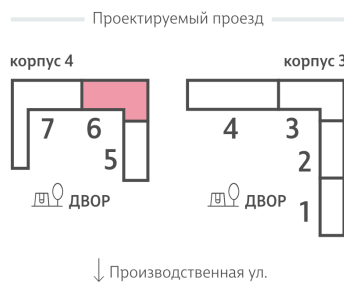 Проектируемый проезд
корпус 4 корпус 3
7 6 4 3
5 2
ДВОР ДВОР 1
Производственная ул.